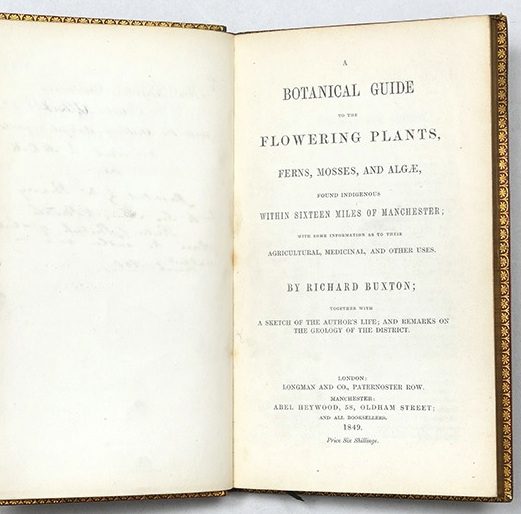 A
BOTANICAL GUIDE
TO THE
FLOWERING PLANTS,
FERNS, MOSSES, AND ALGÆ,
FOUND INDIGENOUS
WITHIN SIXTEEN MILES OF MANCHESTER;
WITH SOME INFORMATION AS TO THEIR
AGRICULTURAL, MEDICINAL, AND OTHER USES.
BY RICHARD BUXTON;
TOGETHER WITH
A SKETCH OF THE AUTHOR'S LIFE; AND REMARKS ON
THE GEOLOGY OF THE DISTRICT.
LONDON:
LONGMAN AND CO., PATERNOSTER ROW.
MANCHESTER:
ABEL HEYWOOD, 58, OLDHAM STREET;
AND ALL BOOKSELLERS.
1849.
Price Six Shillings.